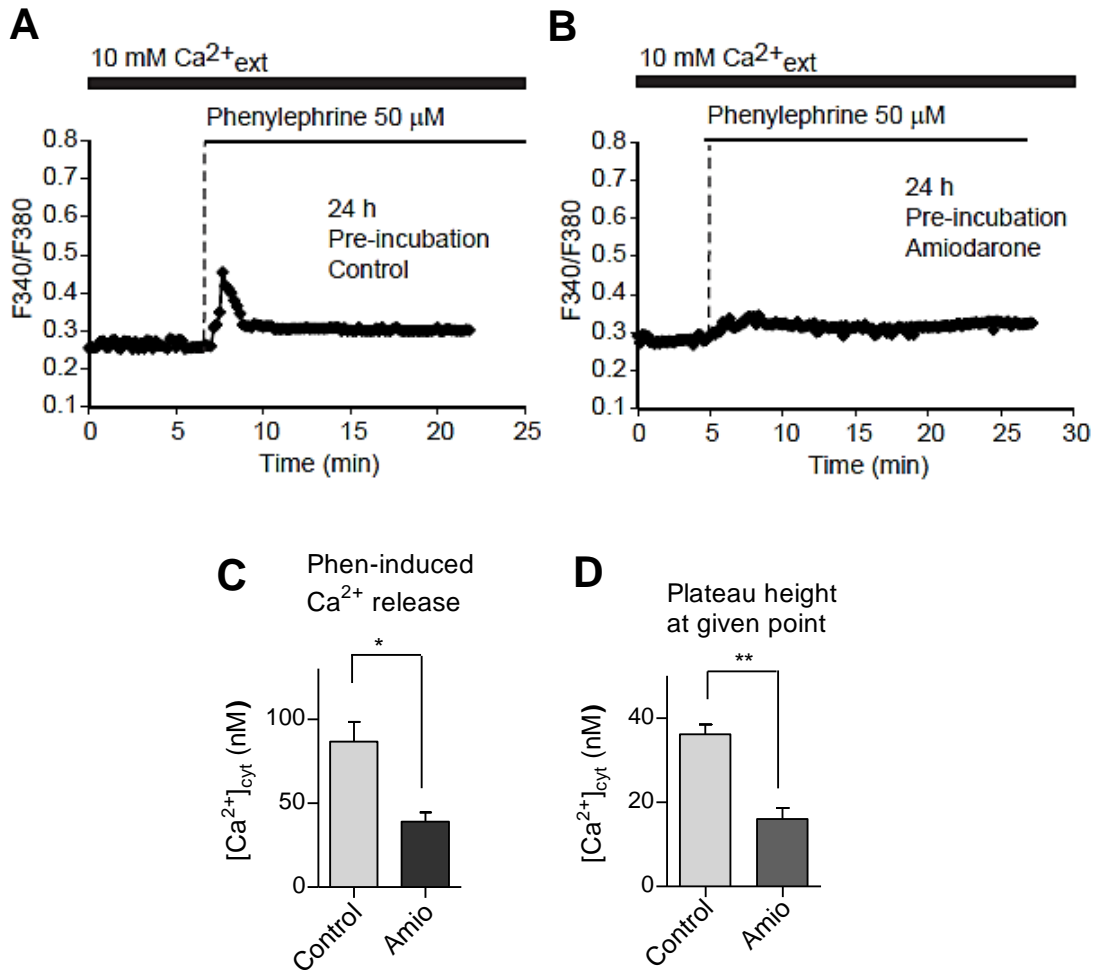 A
10 mM Ca2+ext
Phenylephrine 50 µM
0.8
0.7
0.6
0.5
0.4
0.3
0.2
0.1
F340/F380
24 h
Pre-incubation
Control
0 5 10 15 20 25
Time (min)
B
10 mM Ca2+ext
Phenylephrine 50 µM
0.8
0.7
0.6
0.5
0.4
0.3
0.2
0.1
F340/F380
24 h
Pre-incubation
Amiodarone
0 5 10 15 20 25 30
Time (min)
C
Phen-induced
Ca2+ release
*
100
50
0
[Ca2+]cyt (nM)
Control Amio
D
Plateau height
at given point
**
40
20
0
[Ca2+]cyt (nM)
Control Amio